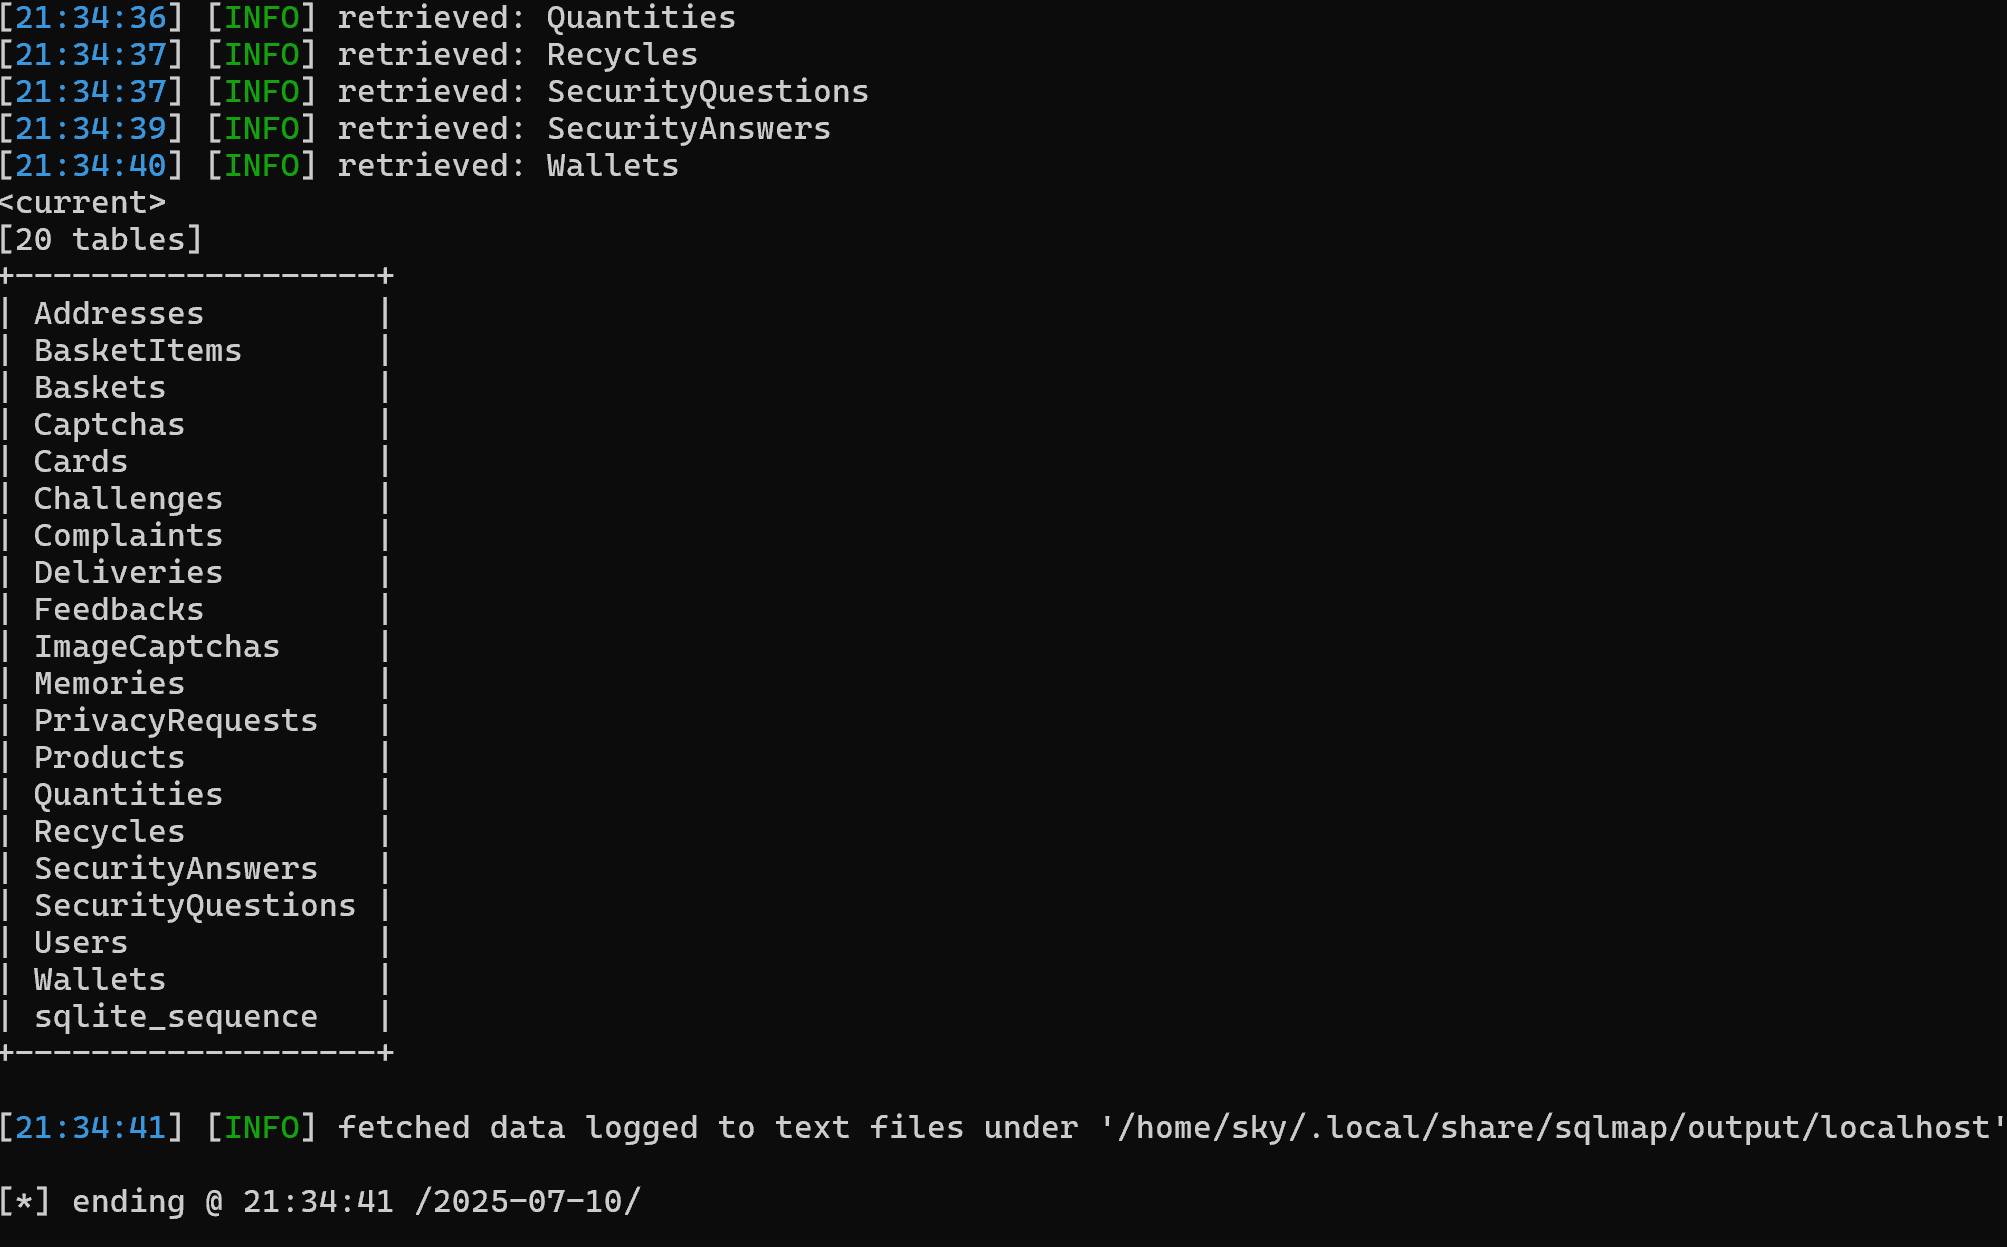 [21:34:36] [INFO] retrieved: Quantities
[21:34:37] [INFO] retrieved: Recycles
[21:34:37] [INFO] retrieved: SecurityQuestions
[21:34:39] [INFO] retrieved: SecurityAnswers
[21:34:40] [INFO] retrieved: Wallets
<current>
[20 tables]
+-------------------+
| Addresses         |
| BasketItems       |
| Baskets           |
| Captchas          |
| Cards             |
| Challenges        |
| Complaints        |
| Deliveries        |
| Feedbacks         |
| ImageCaptchas     |
| Memories          |
| PrivacyRequests   |
| Products          |
| Quantities        |
| Recycles          |
| SecurityAnswers   |
| SecurityQuestions |
| Users             |
| Wallets           |
| sqlite_sequence   |
+-------------------+
[21:34:41] [INFO] fetched data logged to text files under '/home/sky/.local/share/sqlmap/output/localhost'
[*] ending @ 21:34:41 /2025-07-10/